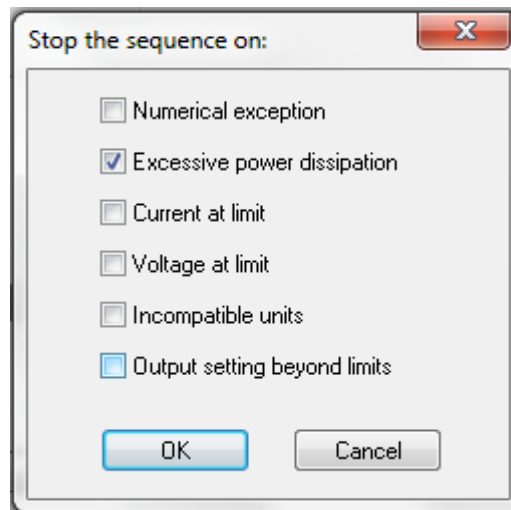 Stop the sequence on:
Numerical exception
Excessive power dissipation
Current at limit
Voltage at limit
Incompatible units
Output setting beyond limits
OK Cancel